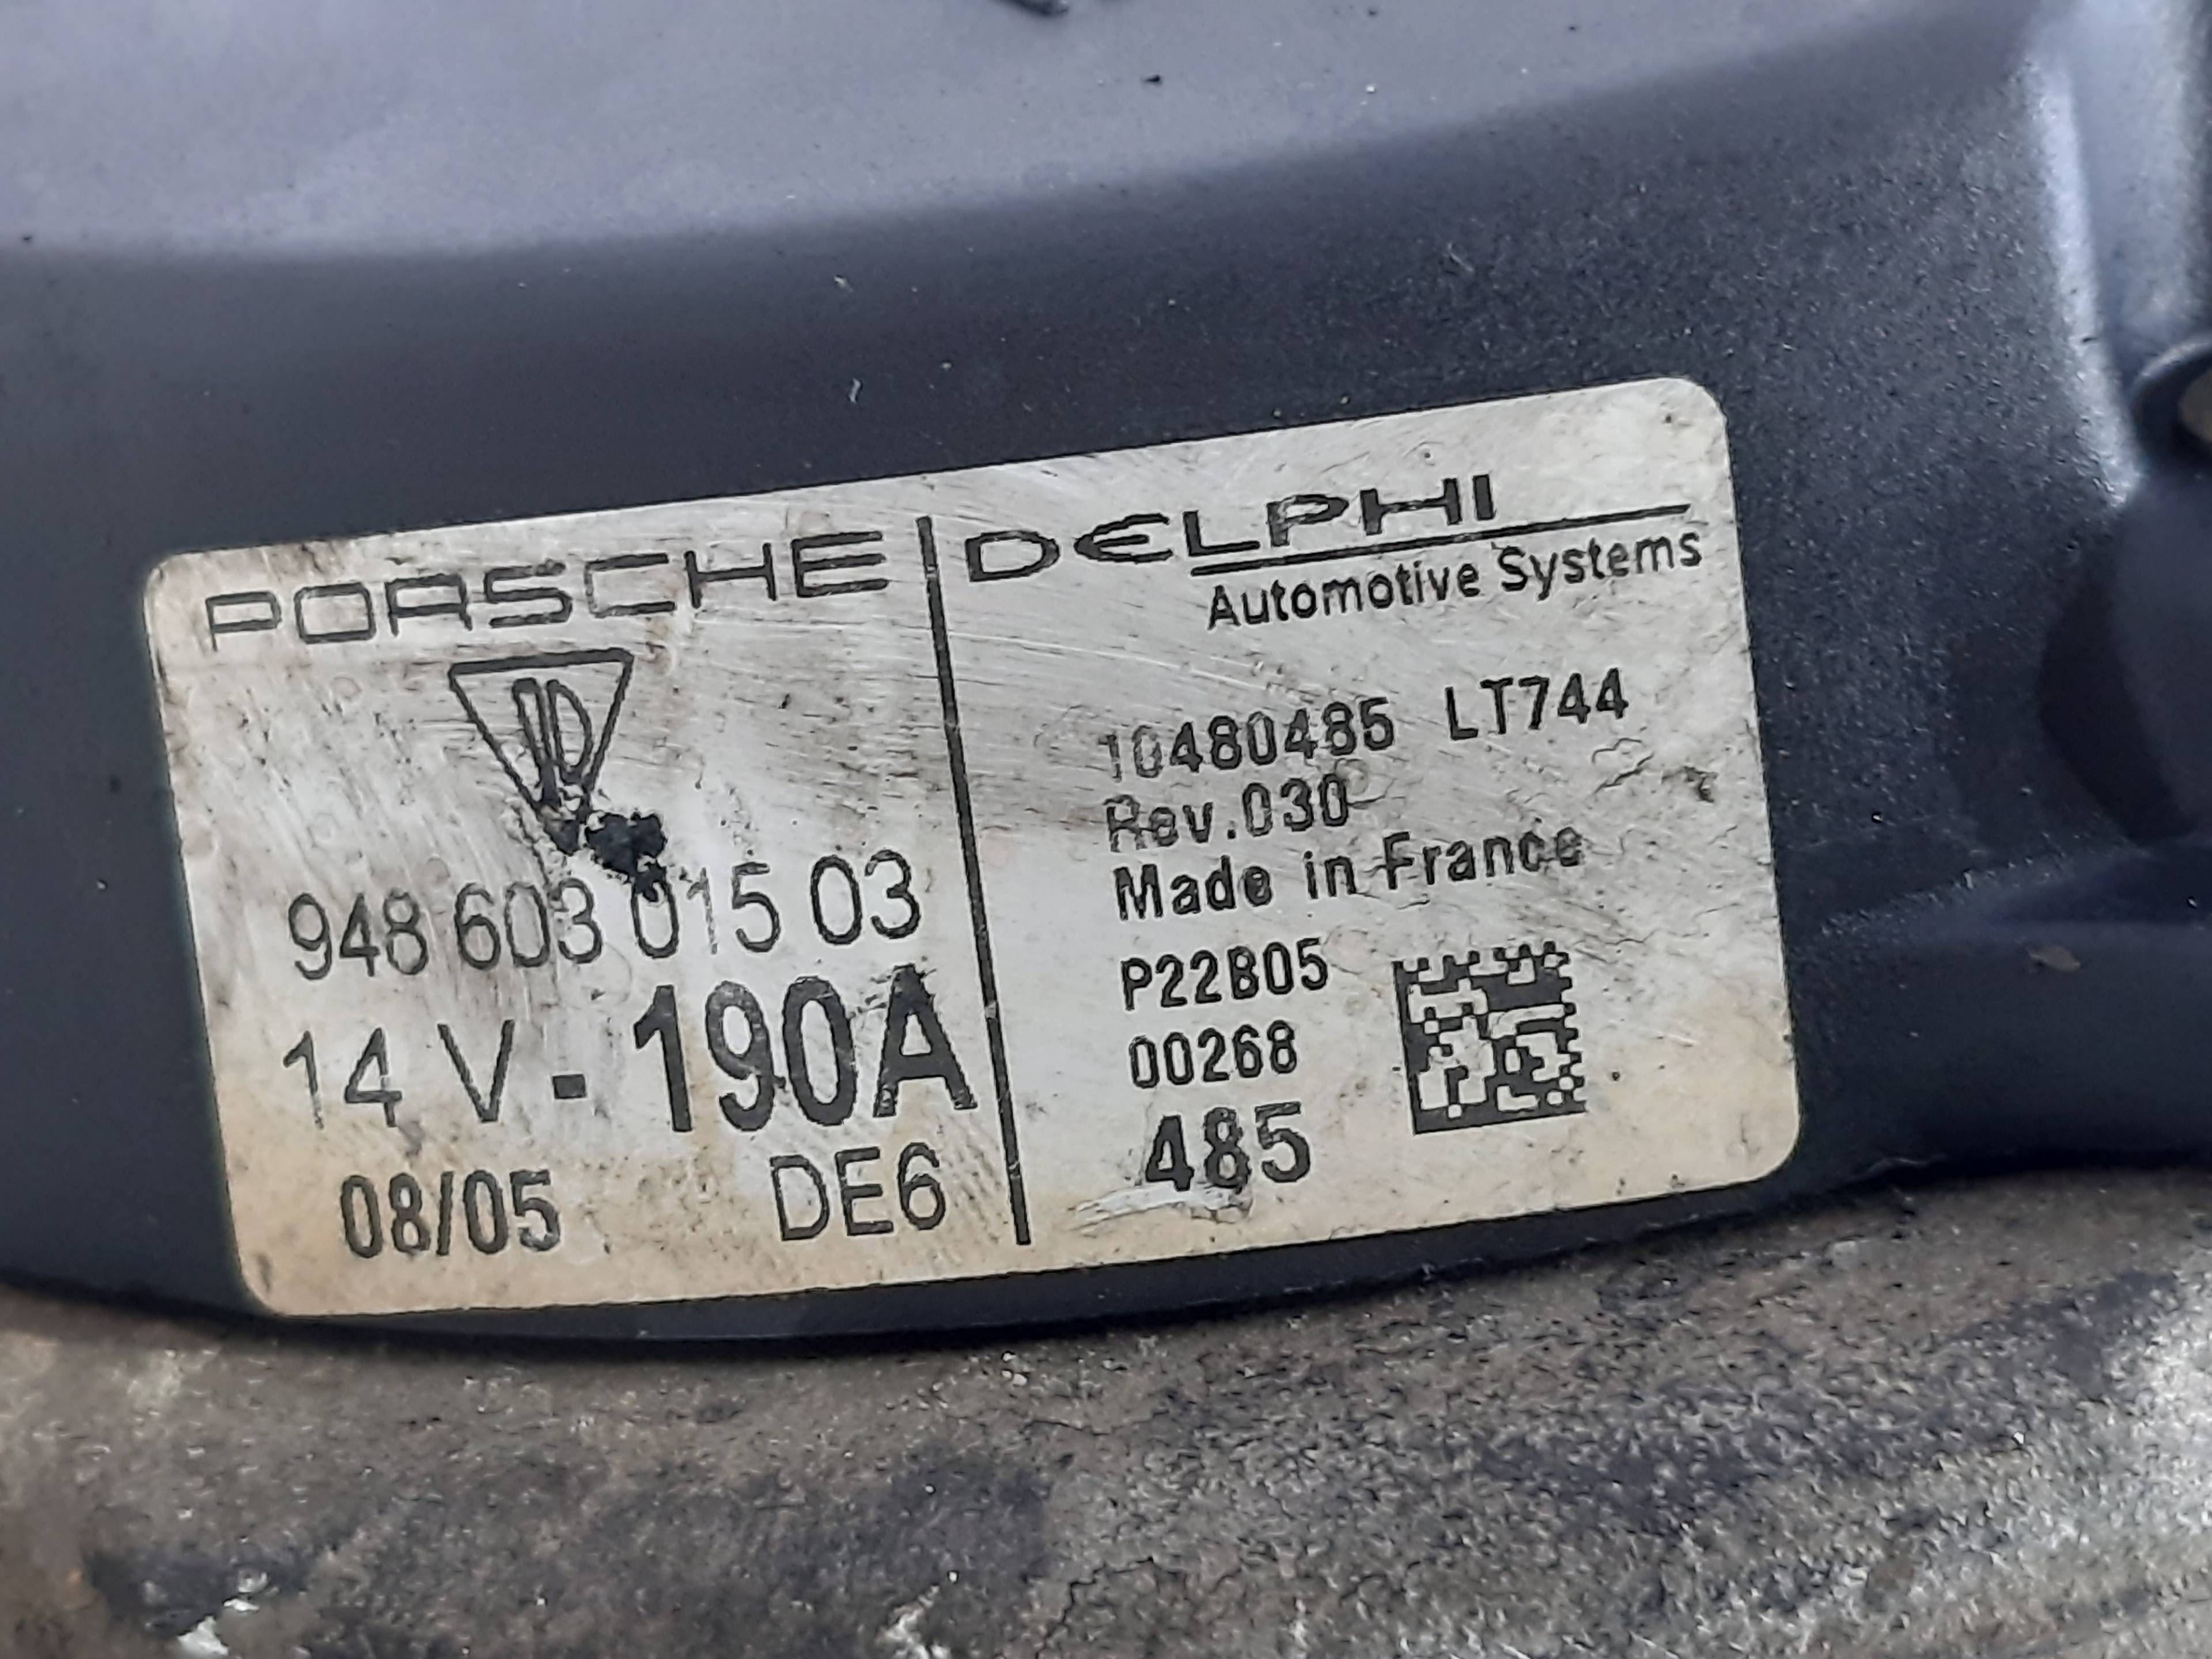 PORSCHE
948 603 015 03
14 V - 190A
08/05 DE6
DELPHI
Automotive Systems
10480485 LT744
Rev.030
Made in France
P22B05
00268
485